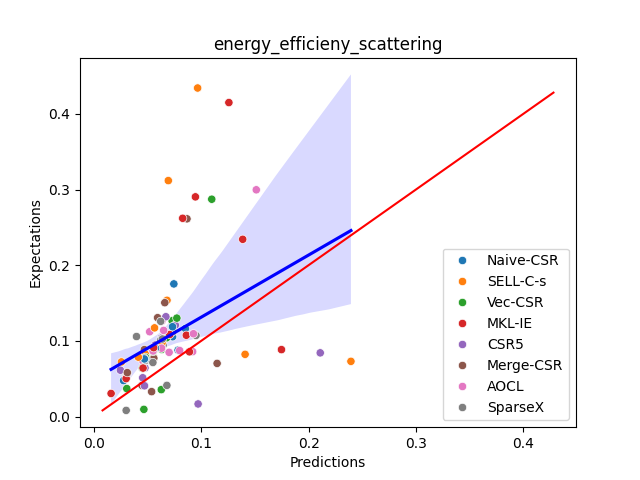 energy_efficieny_scattering
Expectations
0.4
0.3
0.2
0.1
0.0
0.0
0.1
0.2
0.3
0.4
Predictions
Naive-CSR
SELL-C-s
Vec-CSR
MKL-IE
CSR5
Merge-CSR
AOCL
SparseX